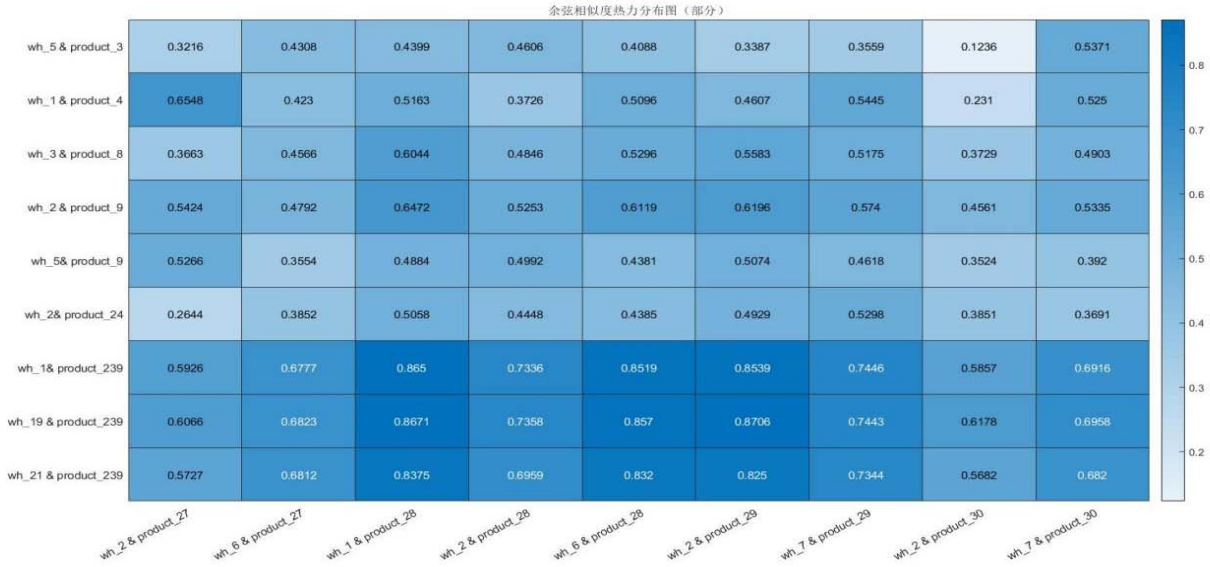 余弦相似度热力分布图（部分）
wh_5 & product_3 0.3216 0.4308 0.4399 0.4606 0.4088 0.3387 0.3559 0.1236 0.5371
wh_1 & product_4 0.6548 0.423 0.5163 0.3726 0.5096 0.4607 0.5445 0.231 0.525
wh_3 & product_8 0.3663 0.4566 0.6044 0.4846 0.5296 0.5583 0.5175 0.3729 0.4903
wh_2 & product_9 0.5424 0.4792 0.6472 0.5253 0.6119 0.6196 0.574 0.4561 0.5335
wh_5& product_9 0.5266 0.3554 0.4884 0.4992 0.4381 0.5074 0.4618 0.3524 0.392
wh_2& product_24 0.2644 0.3852 0.5058 0.4448 0.4385 0.4929 0.5298 0.3851 0.3691
wh_1& product_239 0.5926 0.6777 0.865 0.7336 0.8519 0.8539 0.7446 0.5857 0.6916
wh_19 & product_239 0.6066 0.6823 0.8671 0.7358 0.857 0.8706 0.7443 0.6178 0.6958
wh_21 & product_239 0.5727 0.6812 0.8375 0.6959 0.832 0.825 0.7344 0.5682 0.682
wh_2 & product_27 wh_6 & product_27 wh_1 & product_28 wh_2 & product_28 wh_6 & product_28 wh_2 & product_29 wh_7 & product_29 wh_2 & product_30 wh_7 & product_30
0.8
0.7
0.6
0.5
0.4
0.3
0.2